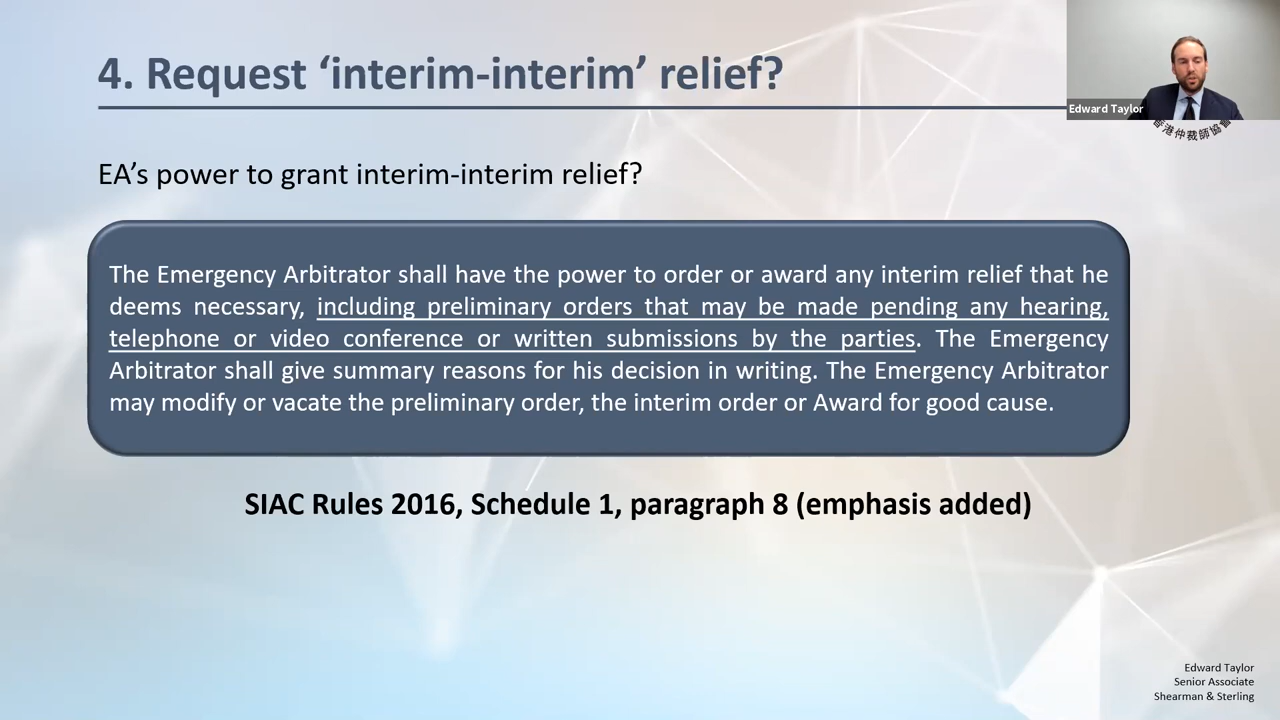 4. Request ‘interim-interim’ relief?
Edward Taylor
香港仲裁師協會
EA’s power to grant interim-interim relief?
The Emergency Arbitrator shall have the power to order or award any interim relief that he
deems necessary, including preliminary orders that may be made pending any hearing,
telephone or video conference or written submissions by the parties. The Emergency
Arbitrator shall give summary reasons for his decision in writing. The Emergency Arbitrator
may modify or vacate the preliminary order, the interim order or Award for good cause.
SIAC Rules 2016, Schedule 1, paragraph 8 (emphasis added)
Edward Taylor
Senior Associate
Shearman & Sterling